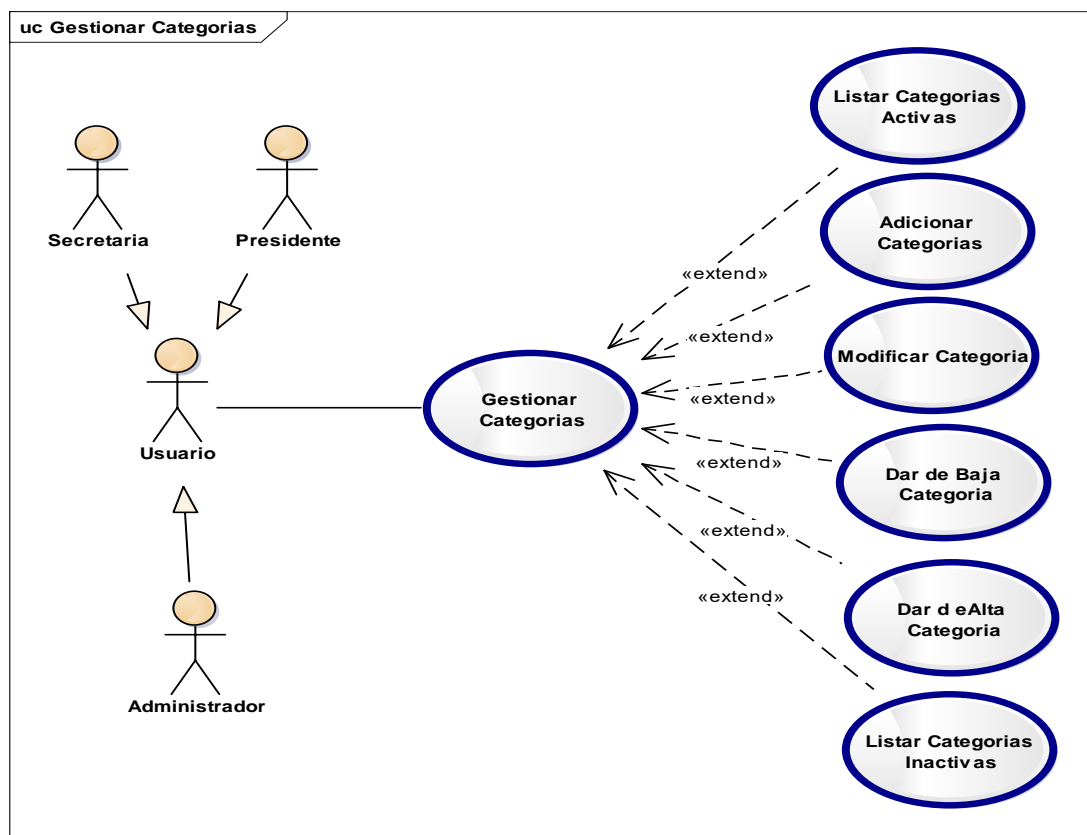 uc Gestionar Categorias
Secretaria
Presidente
Usuario
Administrador
Gestionar
Categorias
Listar Categorias
Activas
Adicionar
Categorias
Modificar Categoria
Dar de Baja
Categoria
Dar d eAlta
Categoria
Listar Categorias
Inactivas
«extend»
«extend»
«extend»
«extend»
«extend»
«extend»